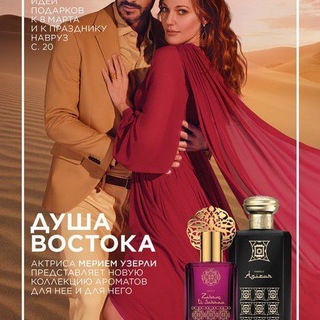 ИДЕИ
ПОДАРКОВ
К 8 МАРТА
И К ПРАЗДНИКУ
НАВРУЗ
С. 20
ДУША
ВОСТОКА
АКТРИСА МЕРИЕМ УЗЕРЛИ
ПРЕДСТАВЛЯЕТ НОВУЮ
КОЛЛЕКЦИЮ АРОМАТОВ
ДЛЯ НЕЕ И ДЛЯ НЕГО